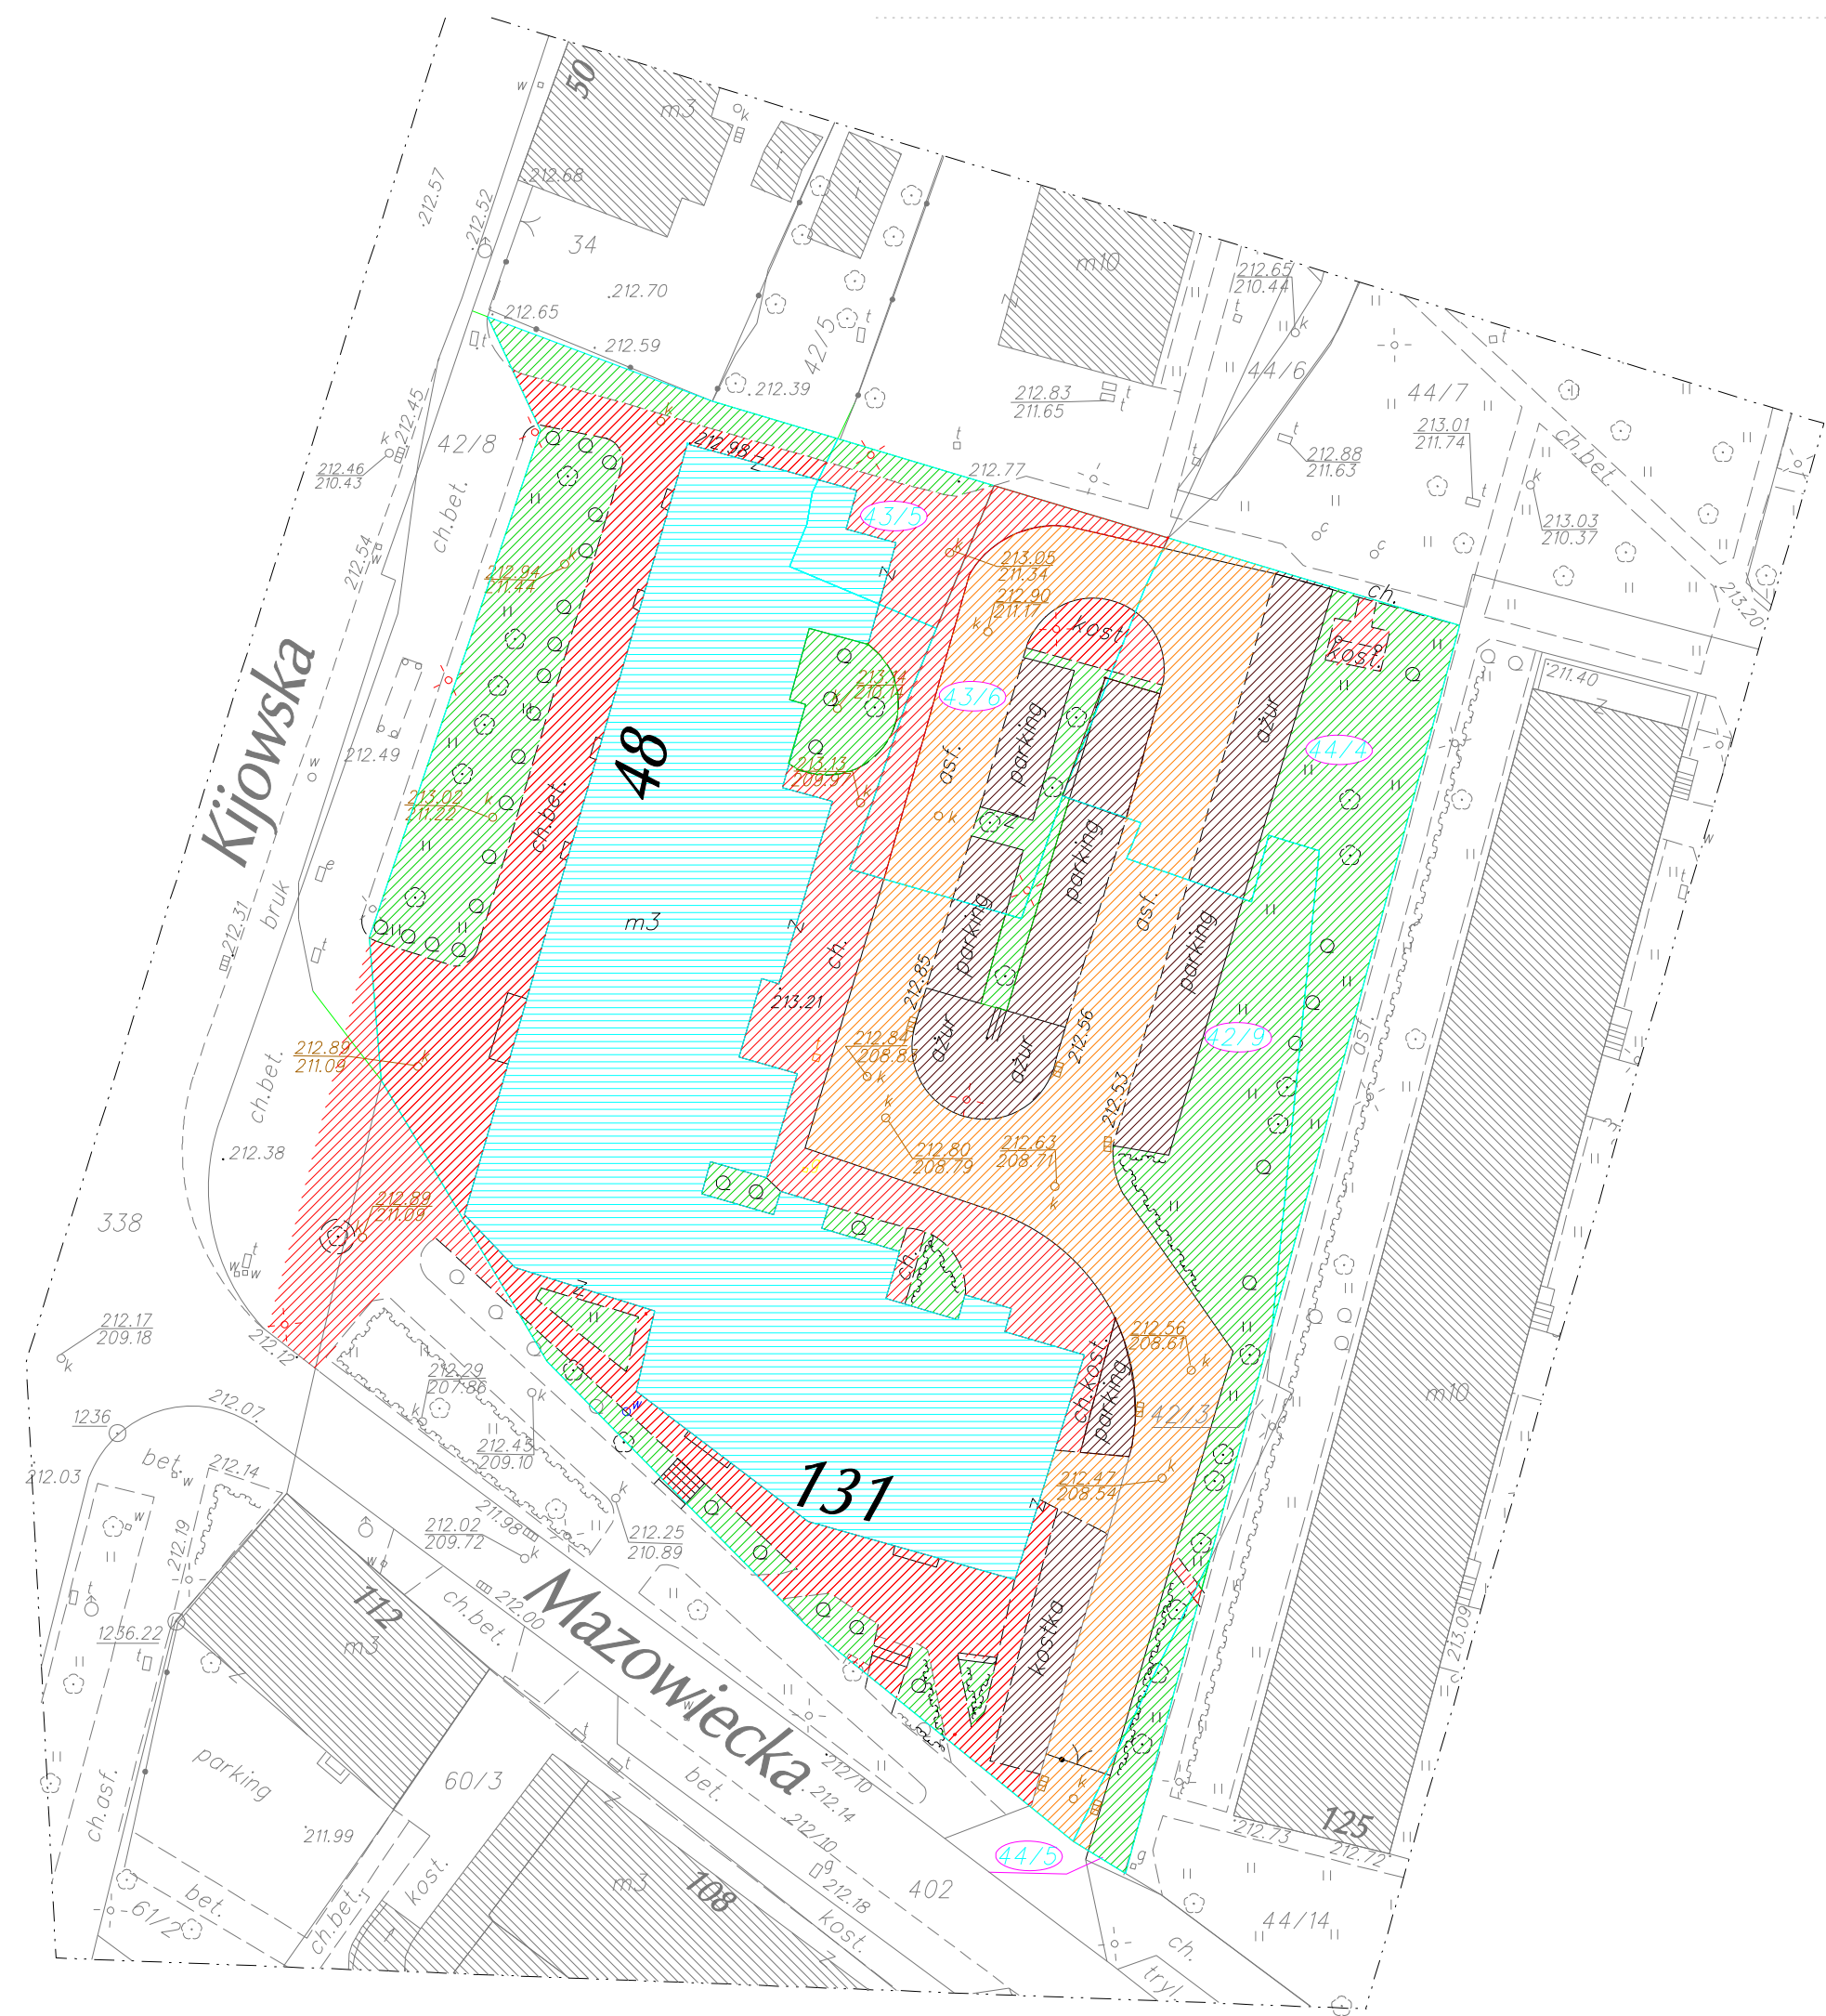 50
m3
k
w
i
i
212.57
212.68
212.52
34
212.70
m10
212.65
210.44
k
t
212.65
t
212.59
42/5
t
212.39
44/6
44/7
t
212.83
211.65
t
t
213.01
211.74
ch.bet.
212.45
k
42/8
212.46
210.43
k
212.98
t
212.77
t
212.88
211.63
t
k
213.03
210.37
ch.bet.
43/5
c
c
212.54
w
213.05
211.34
k
212.94
211.44
k
212.90
211.17
k
kost
ch.
213.20
kost.
211.40
Kijowska
213.14
210.14
k
43/6
parking
ażur
44/4
48
212.49
w
213.13
209.9
k
asf.
213.02
211.22
k
ch.bet.
k
parking
w
e
bruk
212.31
t
m3
ch.
parking
asf.
parking
t
212.85
213.21
ażur
ażur
212.56
42/9
asf.
212.89
211.09
k
ch.bet.
212.84
208.83
k
t
k
212.53
212.38
212.80
208.79
212.63
208.71
k
338
212.89
211.09
k
t
w
w
ch.
212.17
209.18
k
212.12
212.56
208.61
k
ch.kost.
parking
212.29
207.86
k
212.07
1236
m10
42/3
w
212.45
209.10
k
bet.
w
212.14
212.03
131
212.47
208.54
k
212.19
w
211.98
212.02
209.72
k
212.25
210.89
k
w
112
m3
ch.bet.
212.00
Mazowiecka
kostka
213.09
t
1236.22
t
w
parking
60/3
t
t
bet.
212/10
212.14
k
ch.asf.
211.99
212/10
125
212.73
212.72
44/5
g
g
212.18
402
m3
108
kost.
bet.
61/2
ch.bet.
kost.
44/14
ch.
tryl.